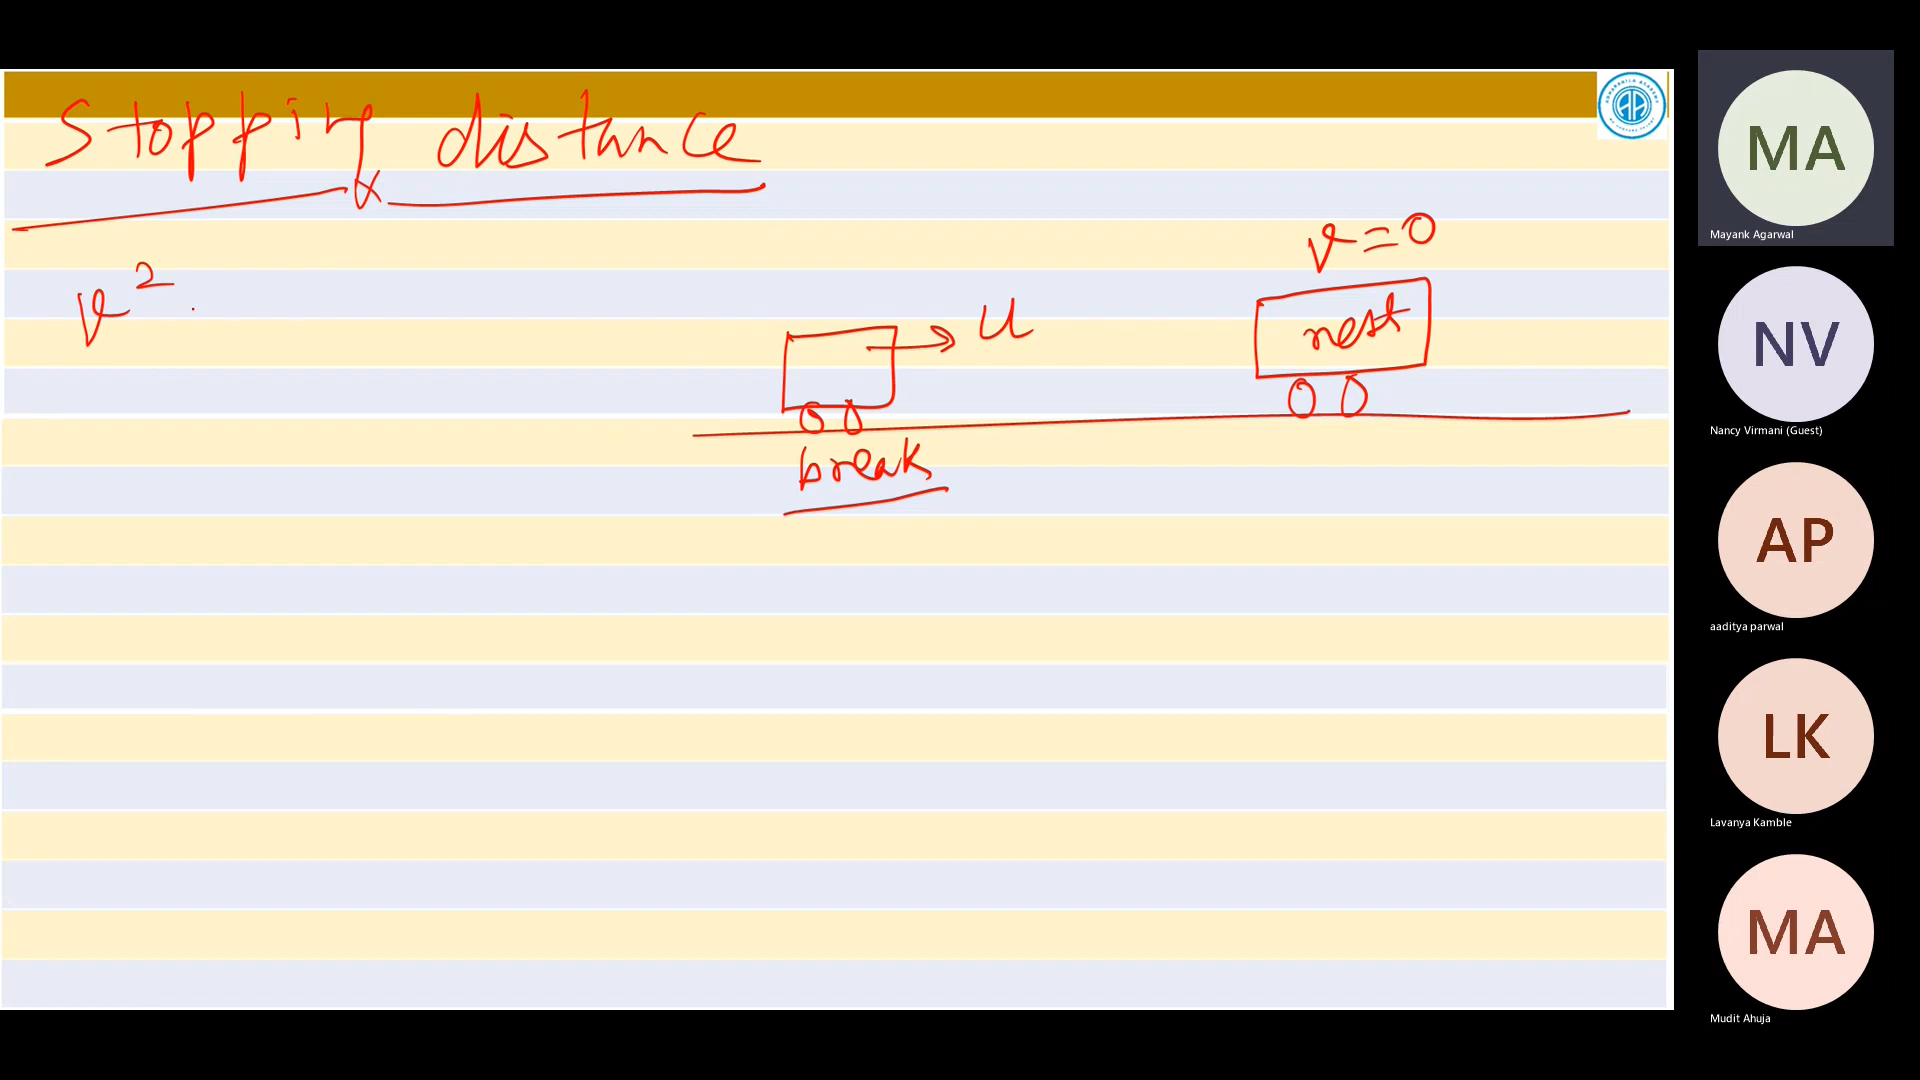 Stopping distance
v²
v=0
rest
u
break
MA
Mayank Agarwal
NV
Nancy Virmani (Guest)
AP
aaditya parwal
LK
Lavanya Kamble
MA
Mudit Ahuja